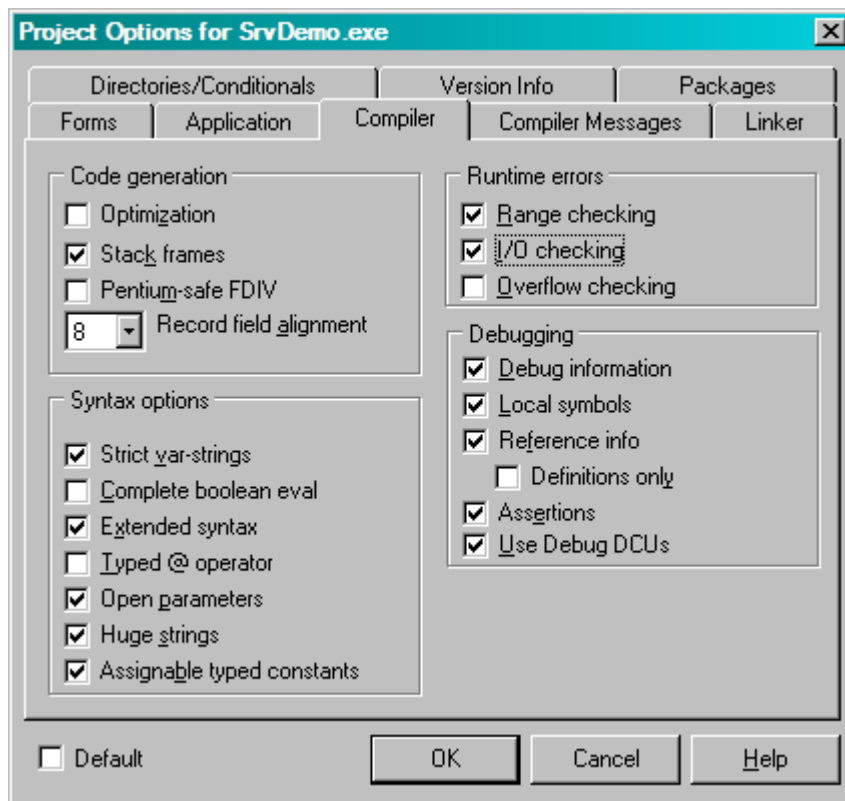 Project Options for SrvDemo.exe
Directories/Conditionals
Version Info
Packages
Forms
Application
Compiler
Compiler Messages
Linker
Code generation
Optimization
Stack frames
Pentium-safe FDIV
8 Record field alignment
Syntax options
Strict var-strings
Complete boolean eval
Extended syntax
Typed @ operator
Open parameters
Huge strings
Assignable typed constants
Runtime errors
Range checking
I/O checking
Overflow checking
Debugging
Debug information
Local symbols
Reference info
Definitions only
Assertions
Use Debug DCUs
Default
OK
Cancel
Help